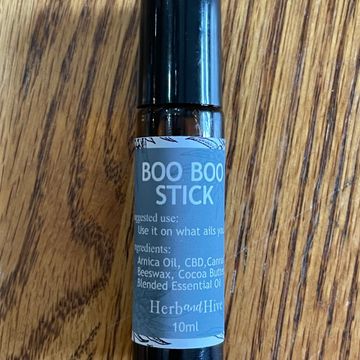 BOO BOO
STICK
uggested use:
Use it on what ails you
ngredients:
Arnica Oil, CBD,Canna
Beeswax, Cocoa Butte
Blended Essential Oil
Herb and Hive
10ml